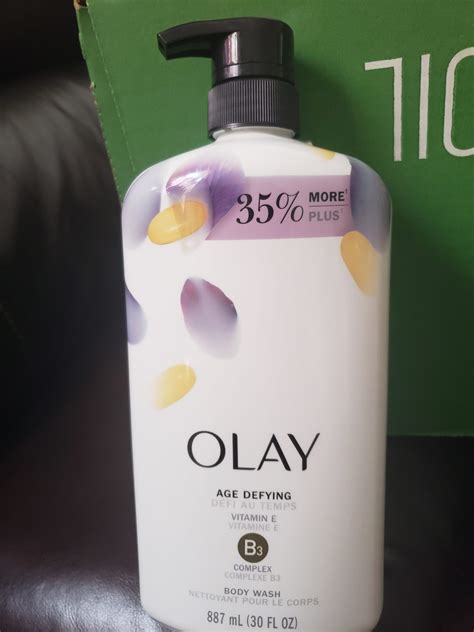 35% MORE†
PLUS†
OLAY
AGE DEFYING
DÉFI AU TEMPS
VITAMIN E
VITAMINE E
B3
COMPLEX
COMPLEXE B3
BODY WASH
NETTOYANT POUR LE CORPS
887 mL (30 FL OZ)